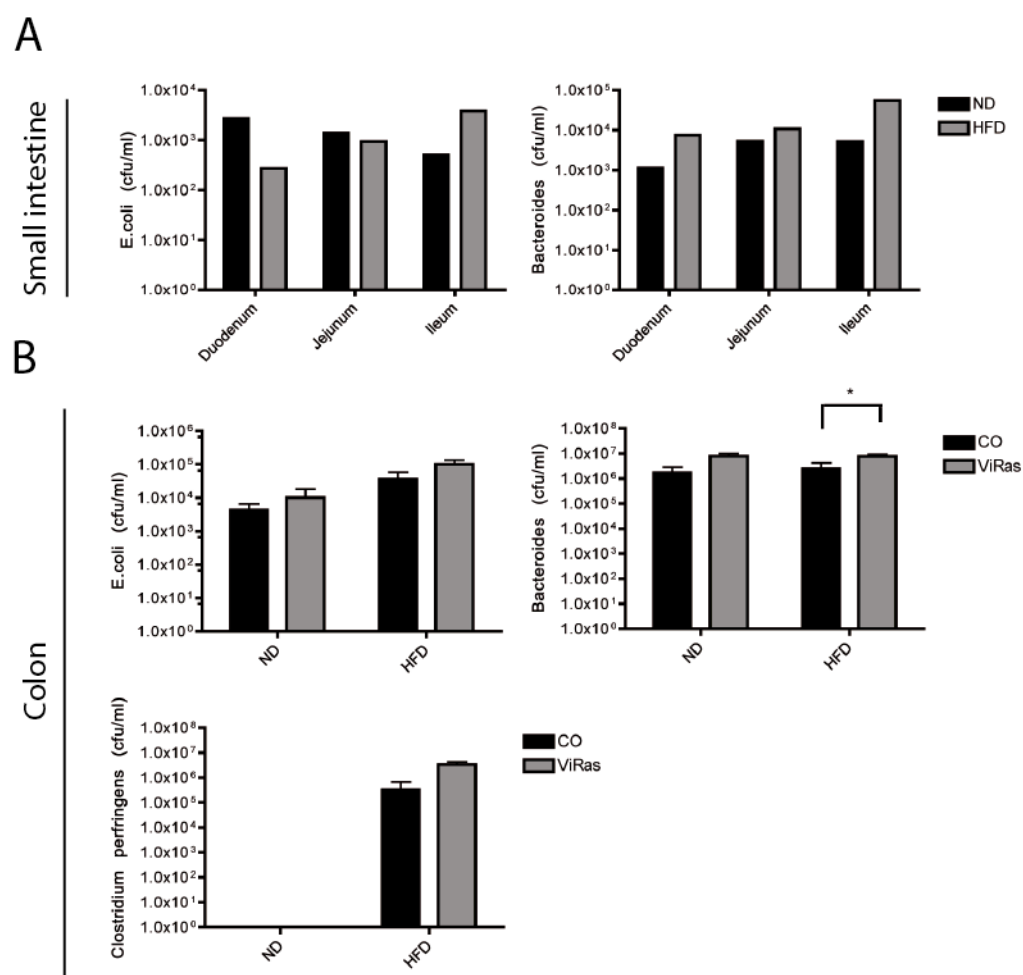 A
Small intestine
E.coli (cfu/ml)
1.0x10⁴
1.0x10³
1.0x10²
1.0x10¹
1.0x10⁰
Duodenum
Jejunum
Ileum
Bacteroides (cfu/ml)
1.0x10⁵
1.0x10⁴
1.0x10³
1.0x10²
1.0x10¹
1.0x10⁰
Duodenum
Jejunum
Ileum
ND
HFD
B
Colon
E.coli (cfu/ml)
1.0x10⁶
1.0x10⁵
1.0x10⁴
1.0x10³
1.0x10²
1.0x10¹
1.0x10⁰
ND
HFD
Bacteroides (cfu/ml)
1.0x10⁸
1.0x10⁷
1.0x10⁶
1.0x10⁵
1.0x10⁴
1.0x10³
1.0x10²
1.0x10¹
1.0x10⁰
ND
HFD
*
CO
ViRas
Clostridium perfringens (cfu/ml)
1.0x10⁸
1.0x10⁷
1.0x10⁶
1.0x10⁵
1.0x10⁴
1.0x10³
1.0x10²
1.0x10¹
1.0x10⁰
ND
HFD
CO
ViRas